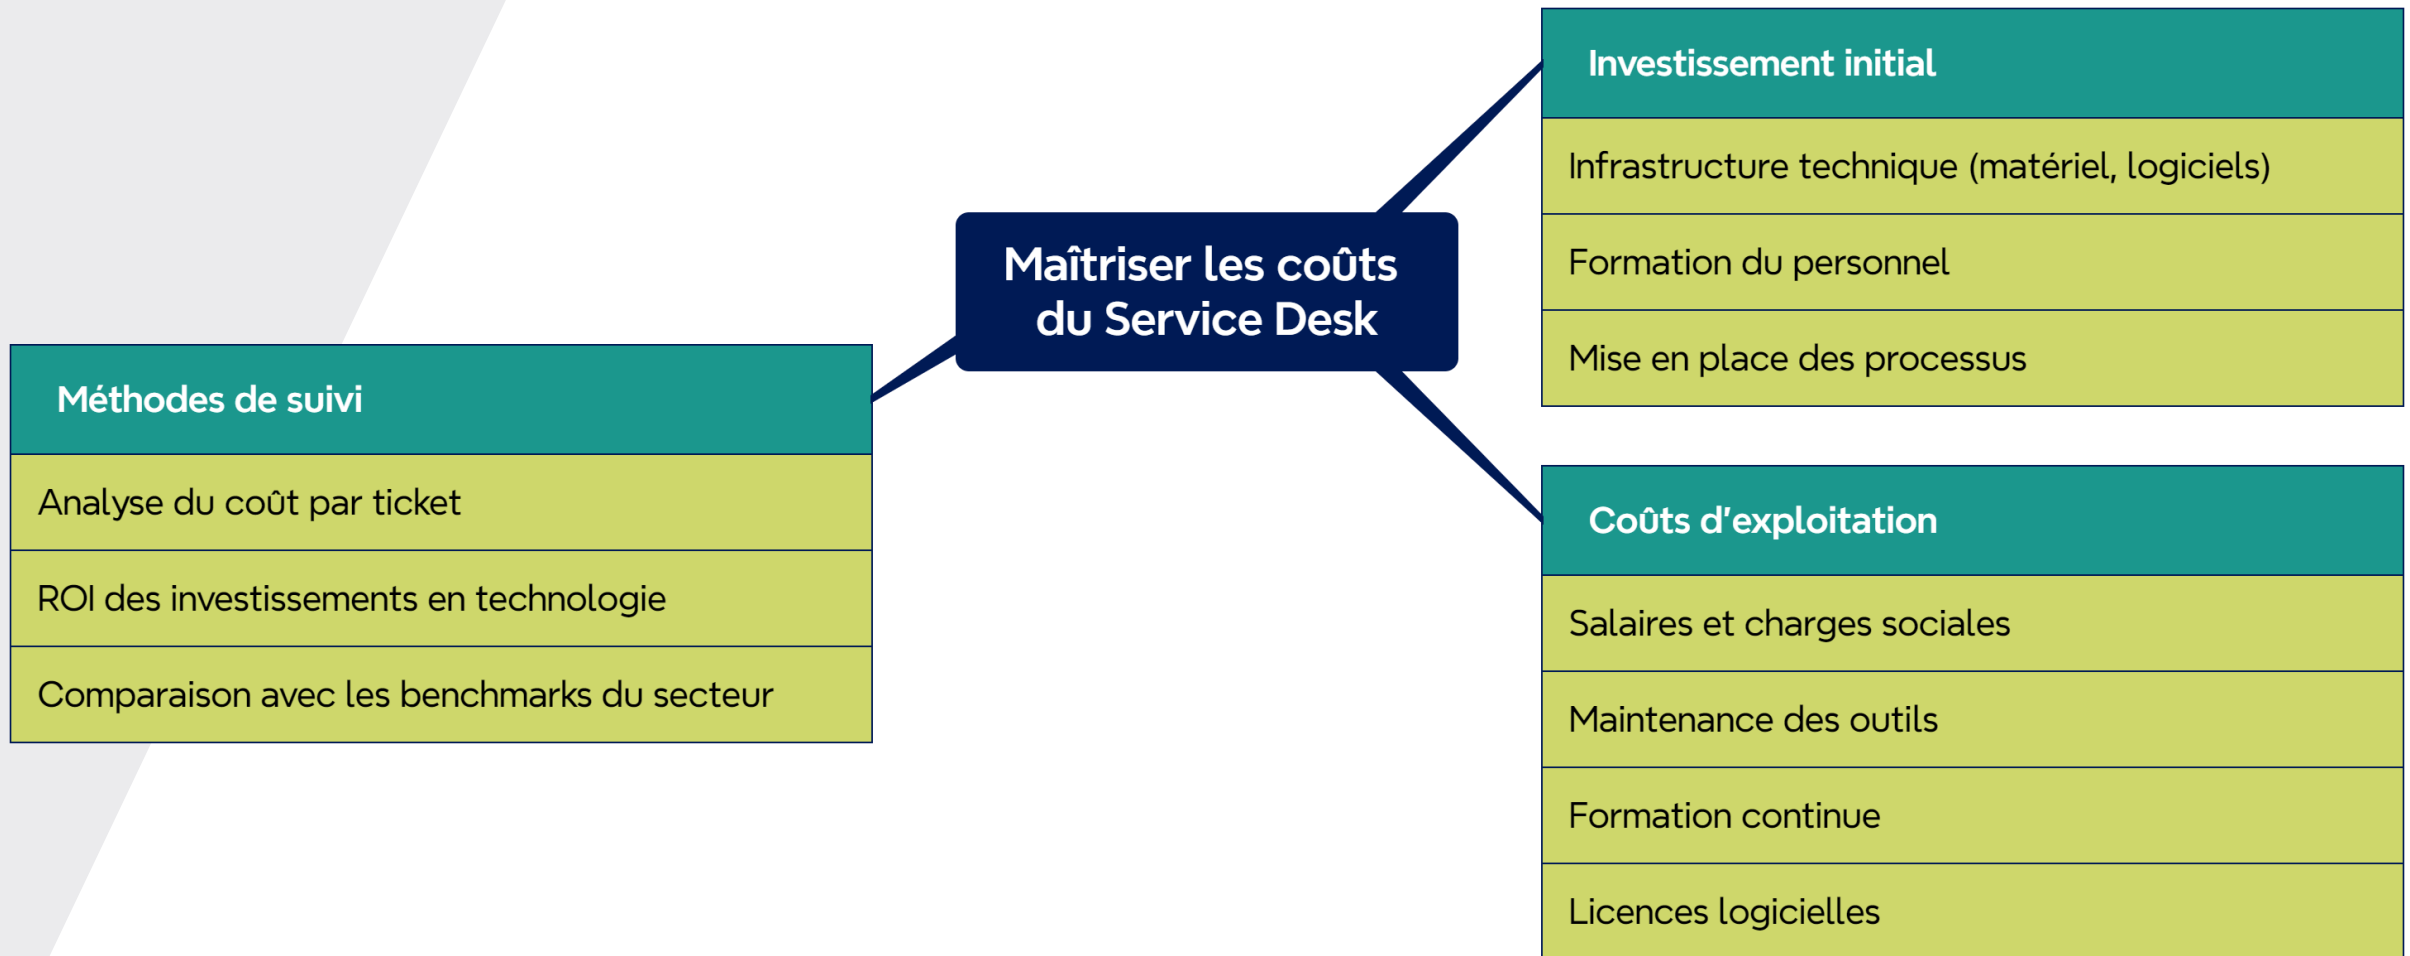 Maîtriser les coûts
du Service Desk
Investissement initial
Infrastructure technique (matériel, logiciels)
Formation du personnel
Mise en place des processus
Coûts d'exploitation
Salaires et charges sociales
Maintenance des outils
Formation continue
Licences logicielles
Méthodes de suivi
Analyse du coût par ticket
ROI des investissements en technologie
Comparaison avec les benchmarks du secteur